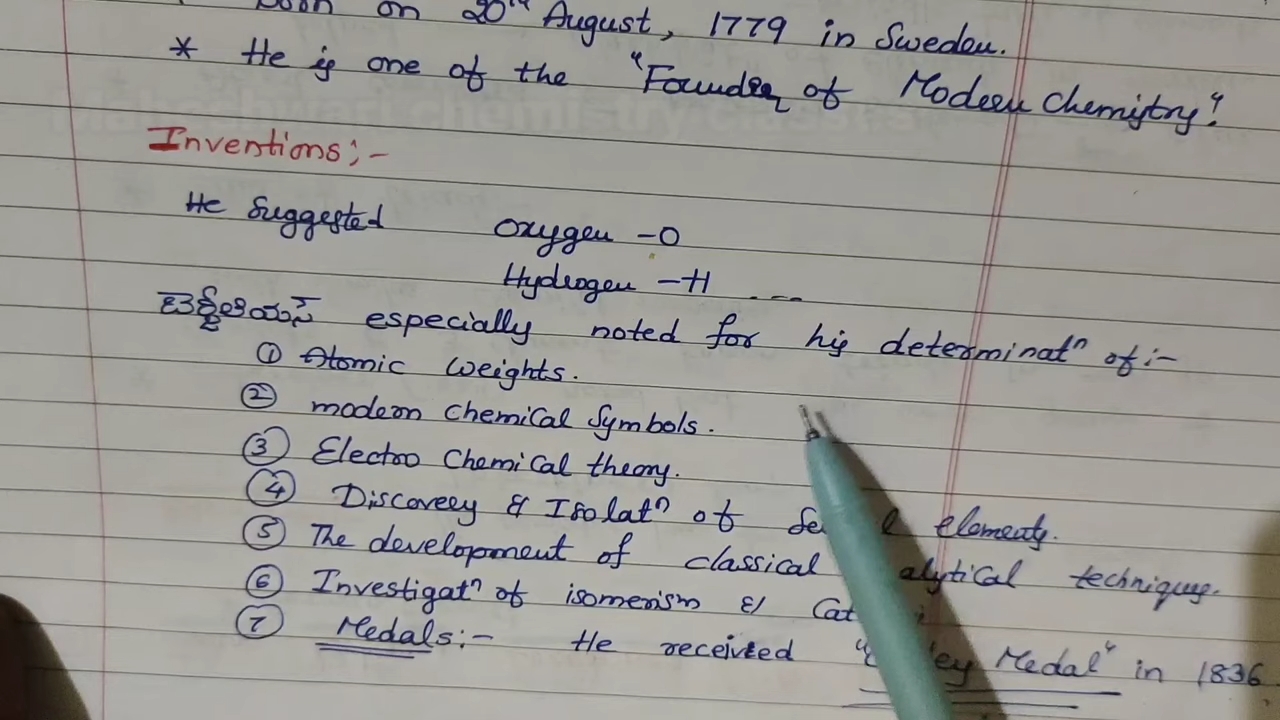 on 20th August, 1779 in Sweden.
* He is one of the "Founder of Modern Chemistry".
Inventions:-
He Suggested Oxygen - O
Hydrogen - H ---
especially noted for his determinatn of:-
① Atomic weights.
② modern chemical Symbols.
③ Electro Chemical theory.
④ Discovery & Isolatn of elements.
⑤ The development of classical techniques.
⑥ Investigatn of isomerism &
⑦ Medals:- He received Medal" in 1836